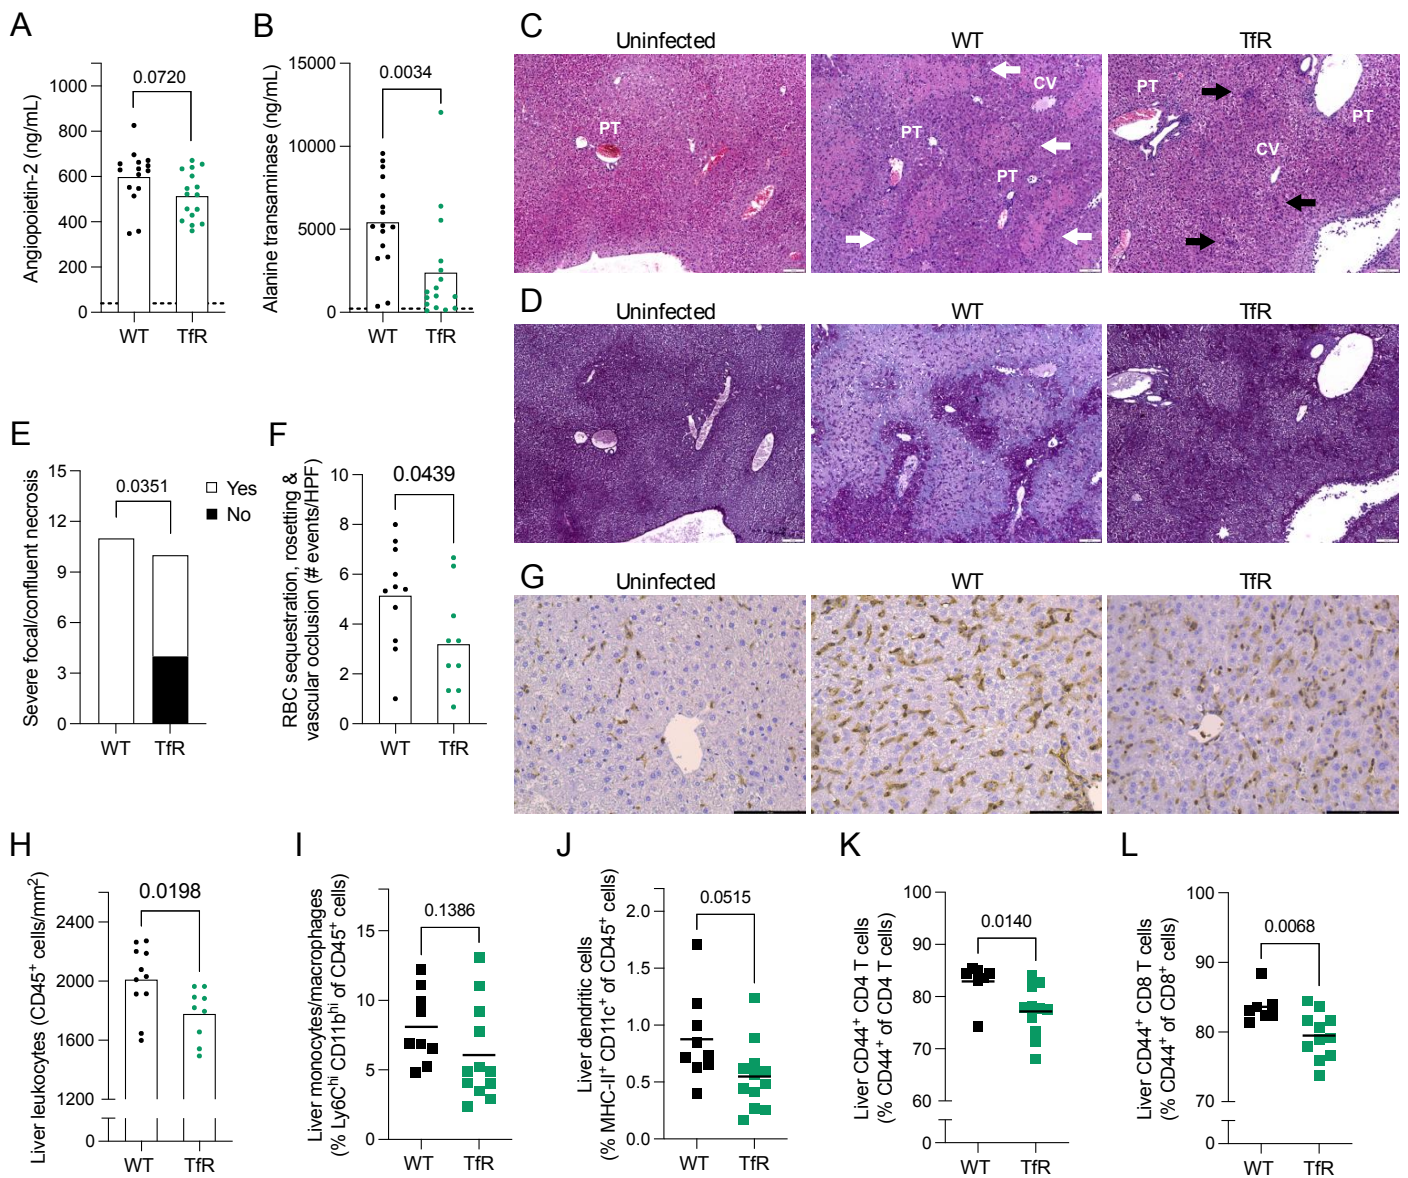 A
Angiopoietin-2 (ng/mL)
1000
800
600
400
200
0
0.0720
WT
TfR
B
Alanine transaminase (ng/mL)
15000
10000
5000
0
0.0034
WT
TfR
C
Uninfected
WT
TfR
PT
PT
PT
CV
PT
CV
PT
D
Uninfected
WT
TfR
E
Severe focal/confluent necrosis
15
12
9
6
3
0
0.0351
Yes
No
WT
TfR
F
RBC sequestration, rosetting &
vascular occlusion (# events/HPF)
10
8
6
4
2
0
0.0439
WT
TfR
G
Uninfected
WT
TfR
H
Liver leukocytes (CD45⁺ cells/mm²)
2400
2000
1600
1200
0
0.0198
WT
TfR
I
Liver monocytes/macrophages
(% Ly6Cʰⁱ CD11bʰⁱ of CD45⁺ cells)
15
10
5
0
0.1386
WT
TfR
J
Liver dendritic cells
(% MHC-II⁺ CD11c⁺ of CD45⁺ cells)
2.0
1.5
1.0
0.5
0.0
0.0515
WT
TfR
K
Liver CD44⁺ CD4 T cells
(% CD44⁺ of CD4 T cells)
100
90
80
70
60
0
0.0140
WT
TfR
L
Liver CD44⁺ CD8 T cells
(% CD44⁺ of CD8⁺ cells)
100
90
80
70
0
0.0068
WT
TfR